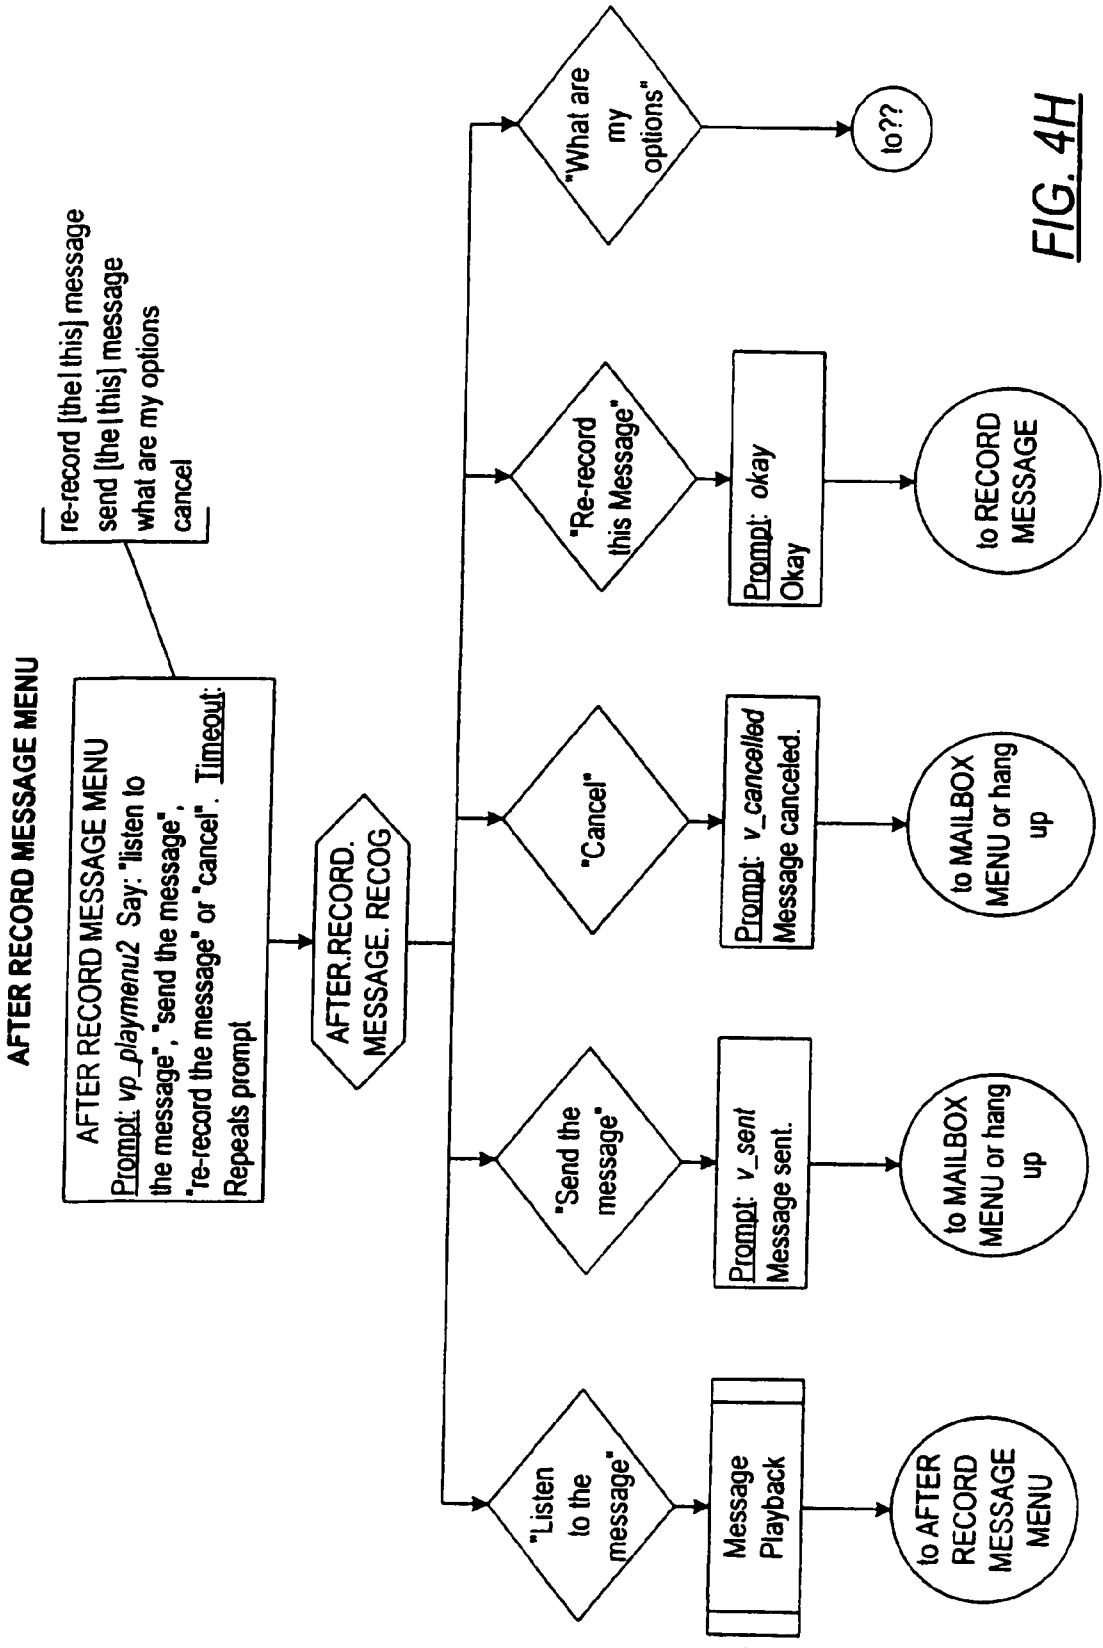 AFTER RECORD MESSAGE MENU
AFTER RECORD MESSAGE MENU
Prompt: vp_playmenu2 Say: "listen to
the message", "send the message",
"re-record the message" or "cancel". Timeout:
Repeats prompt
re-record [the| this] message
send [the| this] message
what are my options
cancel
AFTER.RECORD.
MESSAGE. RECOG
"Listen
to the
message"
Message
Playback
to AFTER
RECORD
MESSAGE
MENU
"Send the
message"
Prompt: v_sent
Message sent.
to MAILBOX
MENU or hang
up
"Cancel"
Prompt: v_cancelled
Message canceled.
to MAILBOX
MENU or hang
up
"Re-record
this Message"
Prompt: okay
Okay
to RECORD
MESSAGE
"What are
my
options"
to??
FIG. 4H